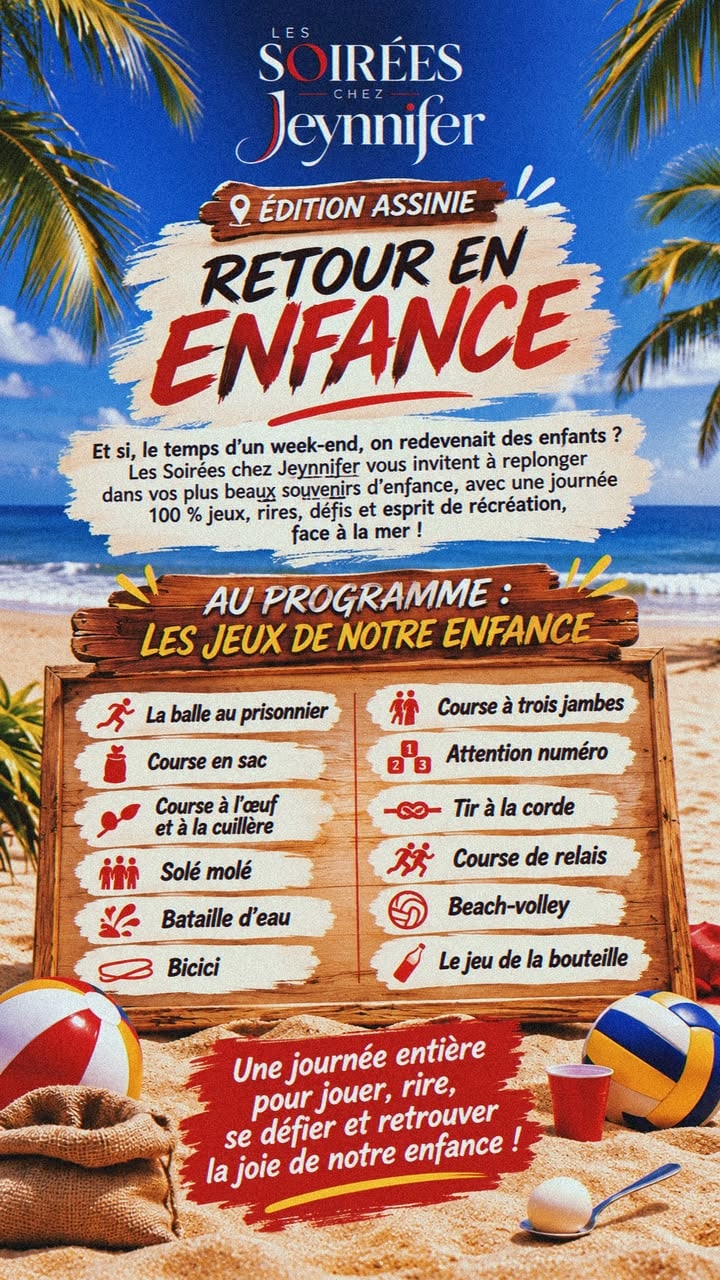 LES
SOIRÉES
CHEZ
Jeynnifer
ÉDITION ASSINIE
RETOUR EN
ENFANCE
Et si, le temps d'un week-end, on redevenait des enfants ?
Les Soirées chez Jeynnifer vous invitent à replonger
dans vos plus beaux souvenirs d'enfance, avec une journée
100 % jeux, rires, défis et esprit de récréation,
face à la mer !
AU PROGRAMME :
LES JEUX DE NOTRE ENFANCE
La balle au prisonnier
Course en sac
Course à l'œuf
et à la cuillère
Solé molé
Bataille d'eau
Bicici
Course à trois jambes
1
2 3
Attention numéro
Tir à la corde
Course de relais
Beach-volley
Le jeu de la bouteille
Une journée entière
pour jouer, rire,
se défier et retrouver
la joie de notre enfance !